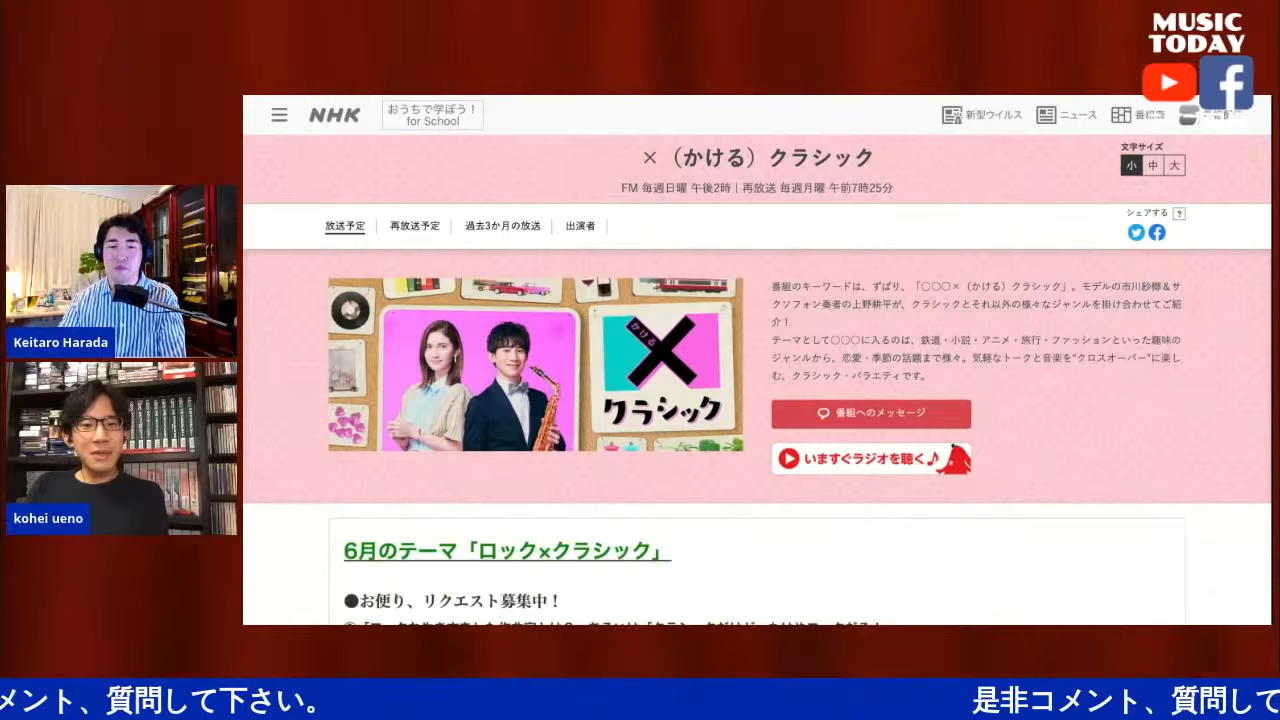 MUSIC
TODAY
NHK
おうちで学ぼう！
for School
新型ウイルス
ニュース
番組表
×（かける）クラシック
FM 毎週日曜 午後2時 | 再放送 毎週月曜 午前7時25分
文字サイズ
小 中 大
放送予定
再放送予定
過去3か月の放送
出演者
シェアする ?
かける
クラシック
番組のキーワードは、ずばり、「○○○×（かける）クラシック」。モデルの市川紗椰＆サ
クソフォン奏者の上野耕平が、クラシックとそれ以外の様々なジャンルを掛け合わせてご紹
介！
テーマとして○○○に入るのは、鉄道・小説・アニメ・旅行・ファッションといった趣味の
ジャンルから、恋愛・季節の話題まで様々。気軽なトークと音楽を“クロスオーバー”に楽し
む、クラシック・バラエティです。
番組へのメッセージ
いますぐラジオを聴く♪
6月のテーマ「ロック×クラシック」
●お便り、リクエスト募集中！
Keitaro Harada
kohei ueno
メント、質問して下さい。
是非コメント、質問して